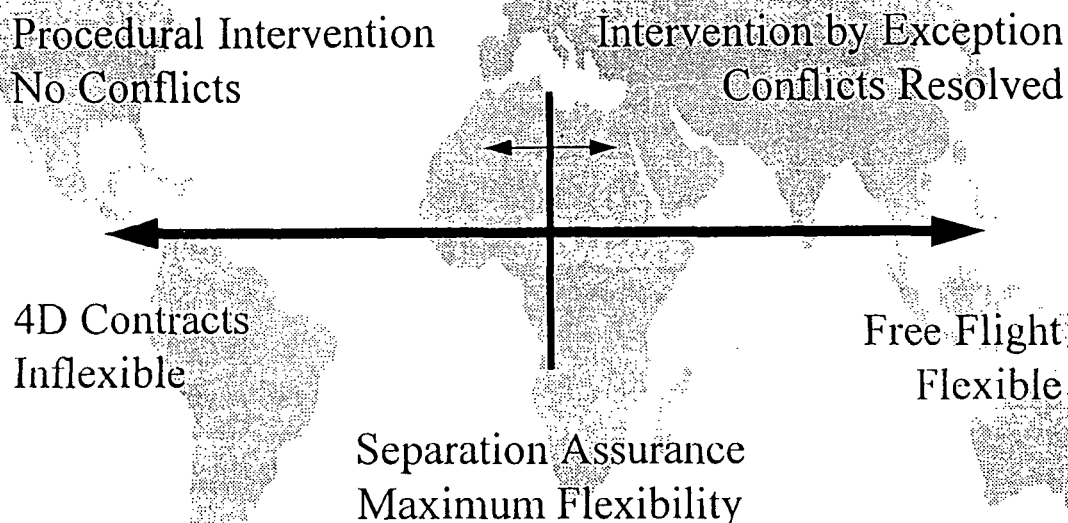 Procedural Intervention
No Conflicts
Intervention by Exception
Conflicts Resolved
4D Contracts
Inflexible
Free Flight
Flexible
Separation Assurance
Maximum Flexibility